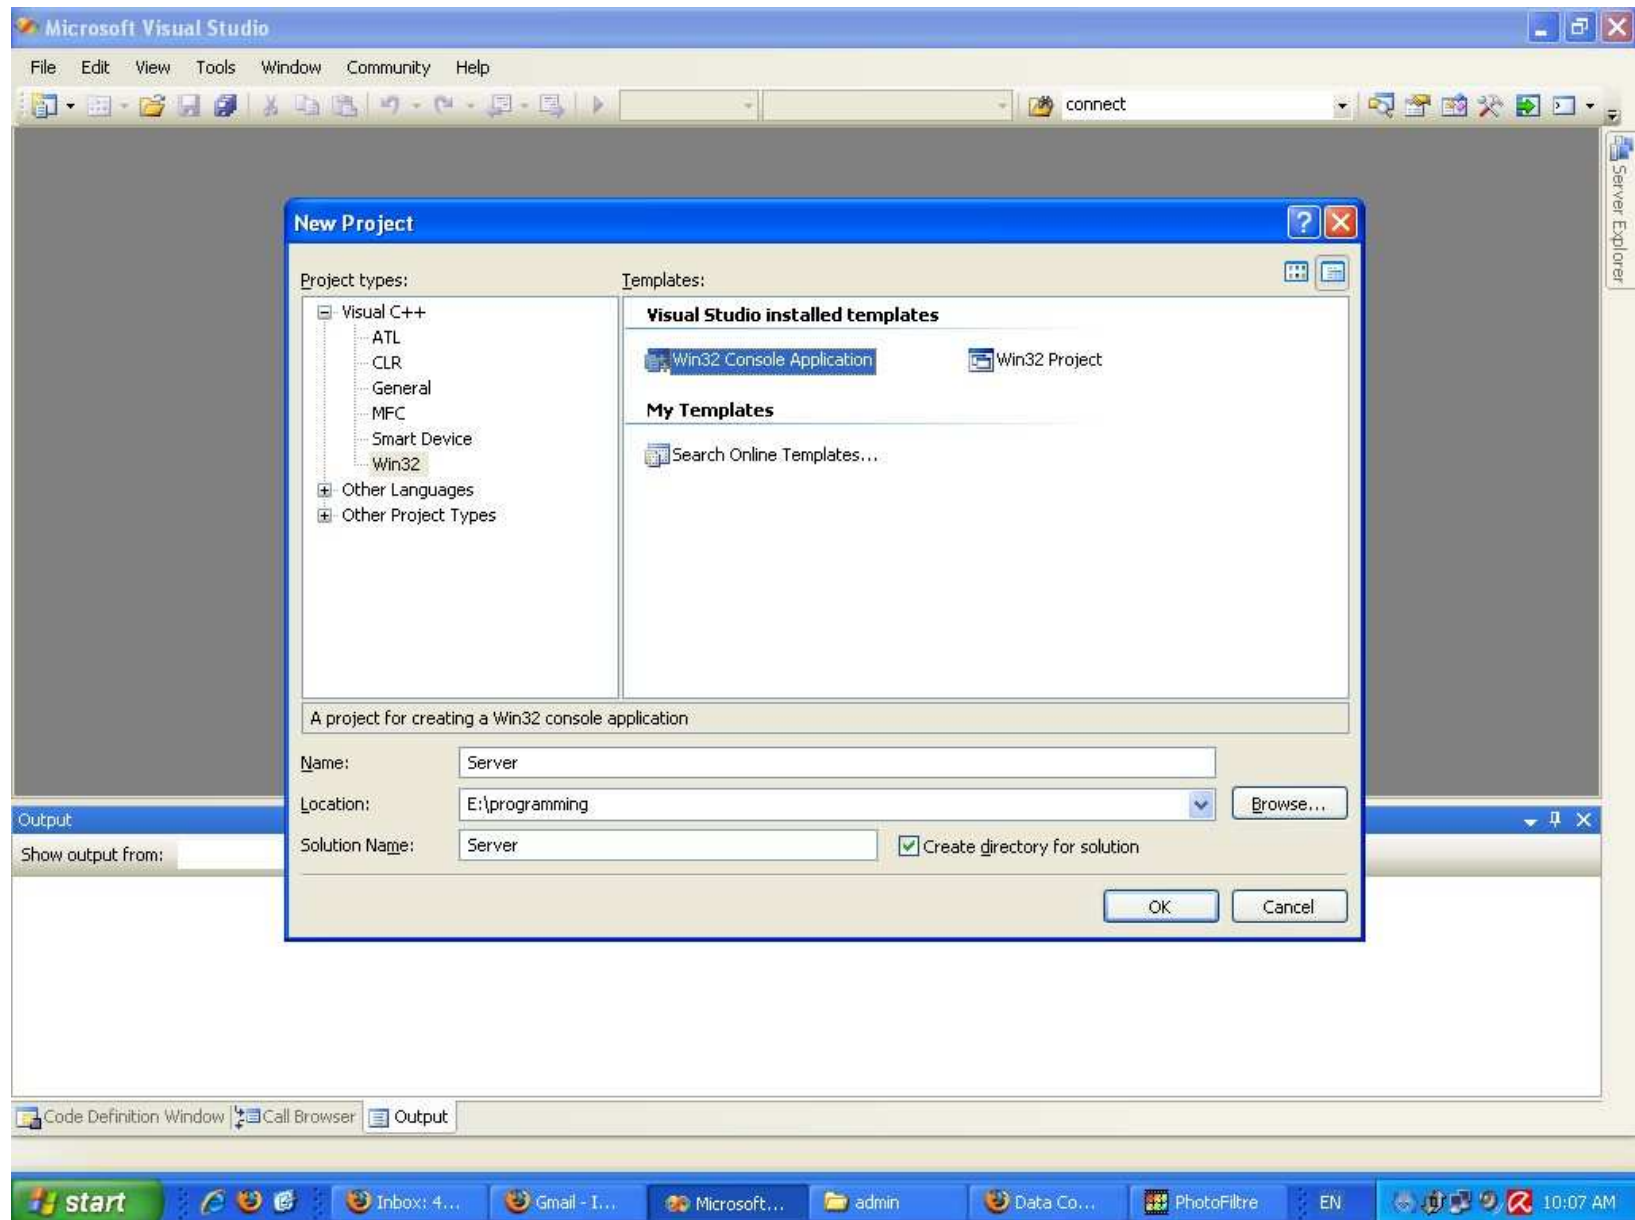 Microsoft Visual Studio
File Edit View Tools Window Community Help
connect
Server Explorer
New Project
Project types:
Templates:
Visual C++
ATL
CLR
General
MFC
Smart Device
Win32
Other Languages
Other Project Types
Visual Studio installed templates
Win32 Console Application
Win32 Project
My Templates
Search Online Templates...
A project for creating a Win32 console application
Name: Server
Location: E:\programming Browse...
Solution Name: Server Create directory for solution
OK Cancel
Output
Show output from:
Code Definition Window Call Browser Output
start Inbox: 4... Gmail - I... Microsoft... admin Data Co... PhotoFiltre EN 10:07 AM